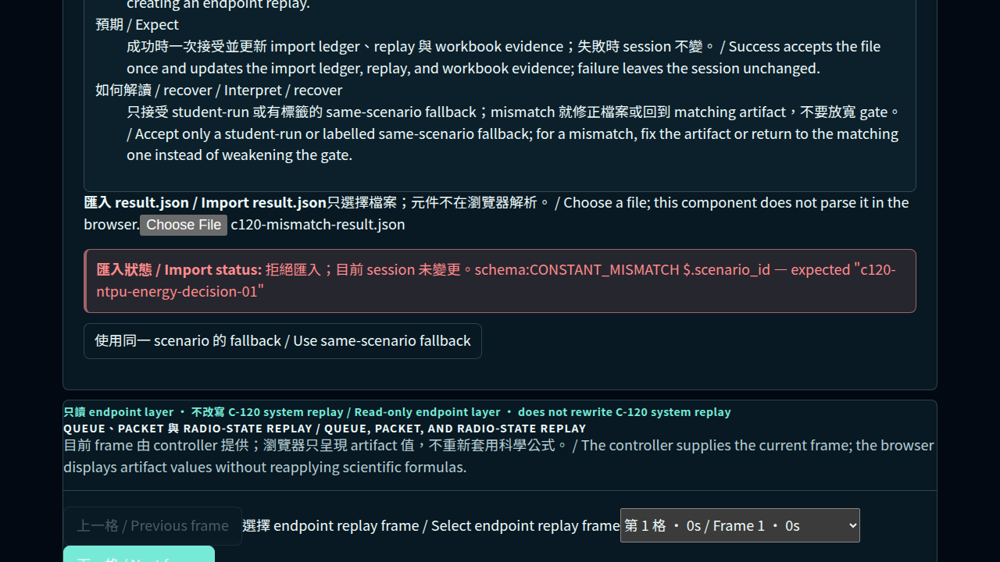 creating an endpoint replay.
預期 / Expect
成功時一次接受並更新 import ledger、replay 與 workbook evidence；失敗時 session 不變。 / Success accepts the file
once and updates the import ledger, replay, and workbook evidence; failure leaves the session unchanged.
如何解讀 / recover / Interpret / recover
只接受 student-run 或有標籤的 same-scenario fallback；mismatch 就修正檔案或回到 matching artifact，不要放寬 gate。
/ Accept only a student-run or labelled same-scenario fallback; for a mismatch, fix the artifact or return to the matching
one instead of weakening the gate.
匯入 result.json / Import result.json只選擇檔案；元件不在瀏覽器解析。 / Choose a file; this component does not parse it in the
browser. Choose File c120-mismatch-result.json
匯入狀態 / Import status: 拒絕匯入；目前 session 未變更。schema:CONSTANT_MISMATCH $.scenario_id — expected "c120-
ntpu-energy-decision-01"
使用同一 scenario 的 fallback / Use same-scenario fallback
只讀 endpoint layer · 不改寫 C-120 system replay / Read-only endpoint layer · does not rewrite C-120 system replay
QUEUE、PACKET 與 RADIO-STATE REPLAY / QUEUE, PACKET, AND RADIO-STATE REPLAY
目前 frame 由 controller 提供；瀏覽器只呈現 artifact 值，不重新套用科學公式。 / The controller supplies the current frame; the browser
displays artifact values without reapplying scientific formulas.
上一格 / Previous frame 選擇 endpoint replay frame / Select endpoint replay frame 第 1 格 · 0s / Frame 1 · 0s
下一格 / Next frame